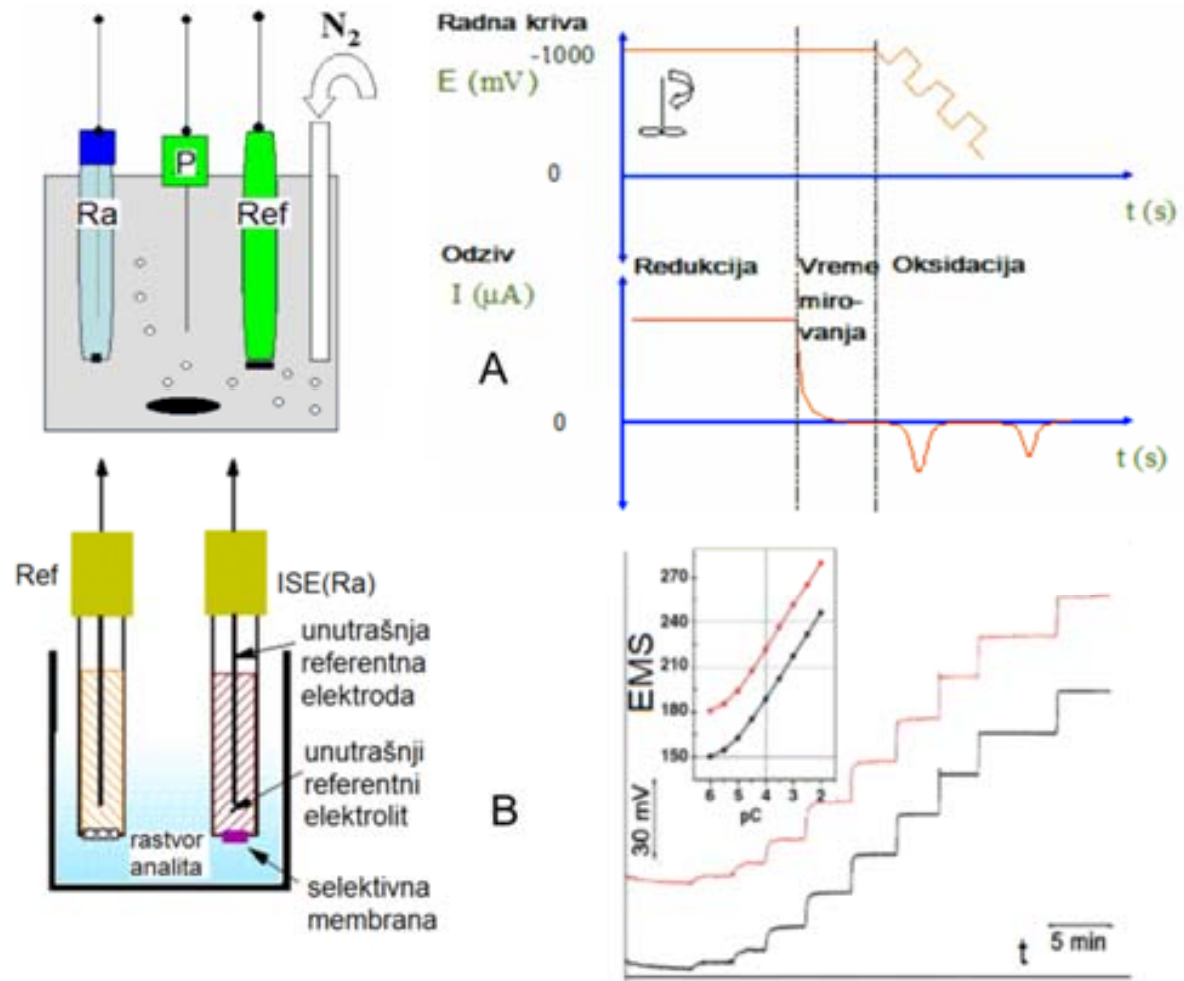 N2
Ra
P
Ref
Radna kriva
-1000
E (mV)
0
t (s)
Odziv
I (µA)
Redukcija
Vreme
miro-
vanja
Oksidacija
0
t (s)
A
Ref
ISE(Ra)
unutrašnja
referentna
elektroda
unutrašnji
referentni
elektrolit
rastvor
analita
selektivna
membrana
B
EMS
270
240
210
180
150
6 5 4 3 2
pC
30 mV
t
5 min